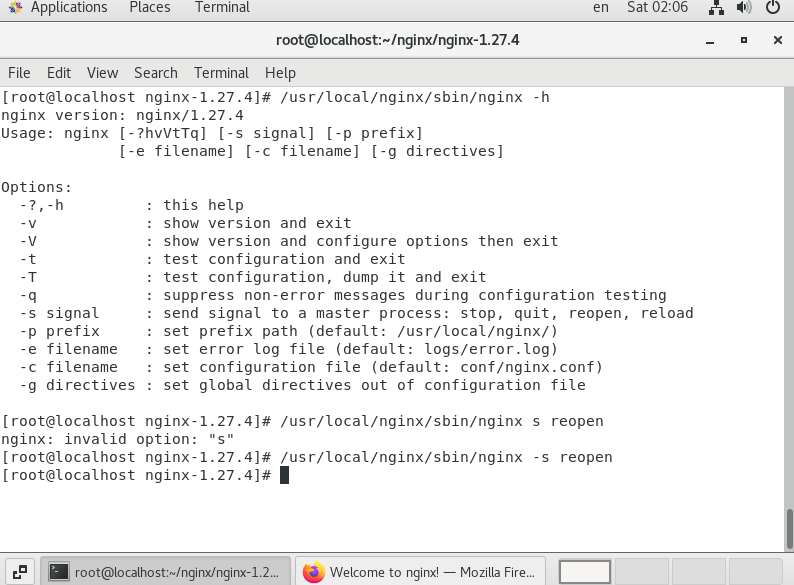 Applications Places Terminal en Sat 02:06
root@localhost:~/nginx/nginx-1.27.4
File Edit View Search Terminal Help
[root@localhost nginx-1.27.4]# /usr/local/nginx/sbin/nginx -h
nginx version: nginx/1.27.4
Usage: nginx [-?hvVtTq] [-s signal] [-p prefix]
             [-e filename] [-c filename] [-g directives]

Options:
  -?,-h         : this help
  -v            : show version and exit
  -V            : show version and configure options then exit
  -t            : test configuration and exit
  -T            : test configuration, dump it and exit
  -q            : suppress non-error messages during configuration testing
  -s signal     : send signal to a master process: stop, quit, reopen, reload
  -p prefix     : set prefix path (default: /usr/local/nginx/)
  -e filename   : set error log file (default: logs/error.log)
  -c filename   : set configuration file (default: conf/nginx.conf)
  -g directives : set global directives out of configuration file

[root@localhost nginx-1.27.4]# /usr/local/nginx/sbin/nginx s reopen
nginx: invalid option: "s"
[root@localhost nginx-1.27.4]# /usr/local/nginx/sbin/nginx -s reopen
[root@localhost nginx-1.27.4]#
root@localhost:~/nginx/nginx-1.2... Welcome to nginx! — Mozilla Fire...